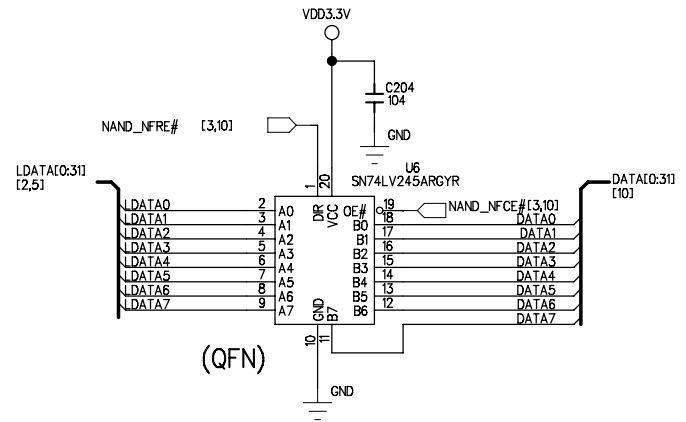 VDD3.3V
C204
104
NAND_NFRE# [3,10]
GND
LDATA[0:31]
[2,5]
U6
SN74LV245ARGYR
DATA[0:31]
[10]
1
20
LDATA0 2 A0 DIR VCC OE# 19 NAND_NFCE#[3,10]
LDATA1 3 A1 B0 18 DATA0
LDATA2 4 A2 B1 17 DATA1
LDATA3 5 A3 B2 16 DATA2
LDATA4 6 A4 B3 15 DATA3
LDATA5 7 A5 B4 14 DATA4
LDATA6 8 A6 B5 13 DATA5
LDATA7 9 A7 GND B7 B6 12 DATA6
DATA7
10
11
(QFN)
GND